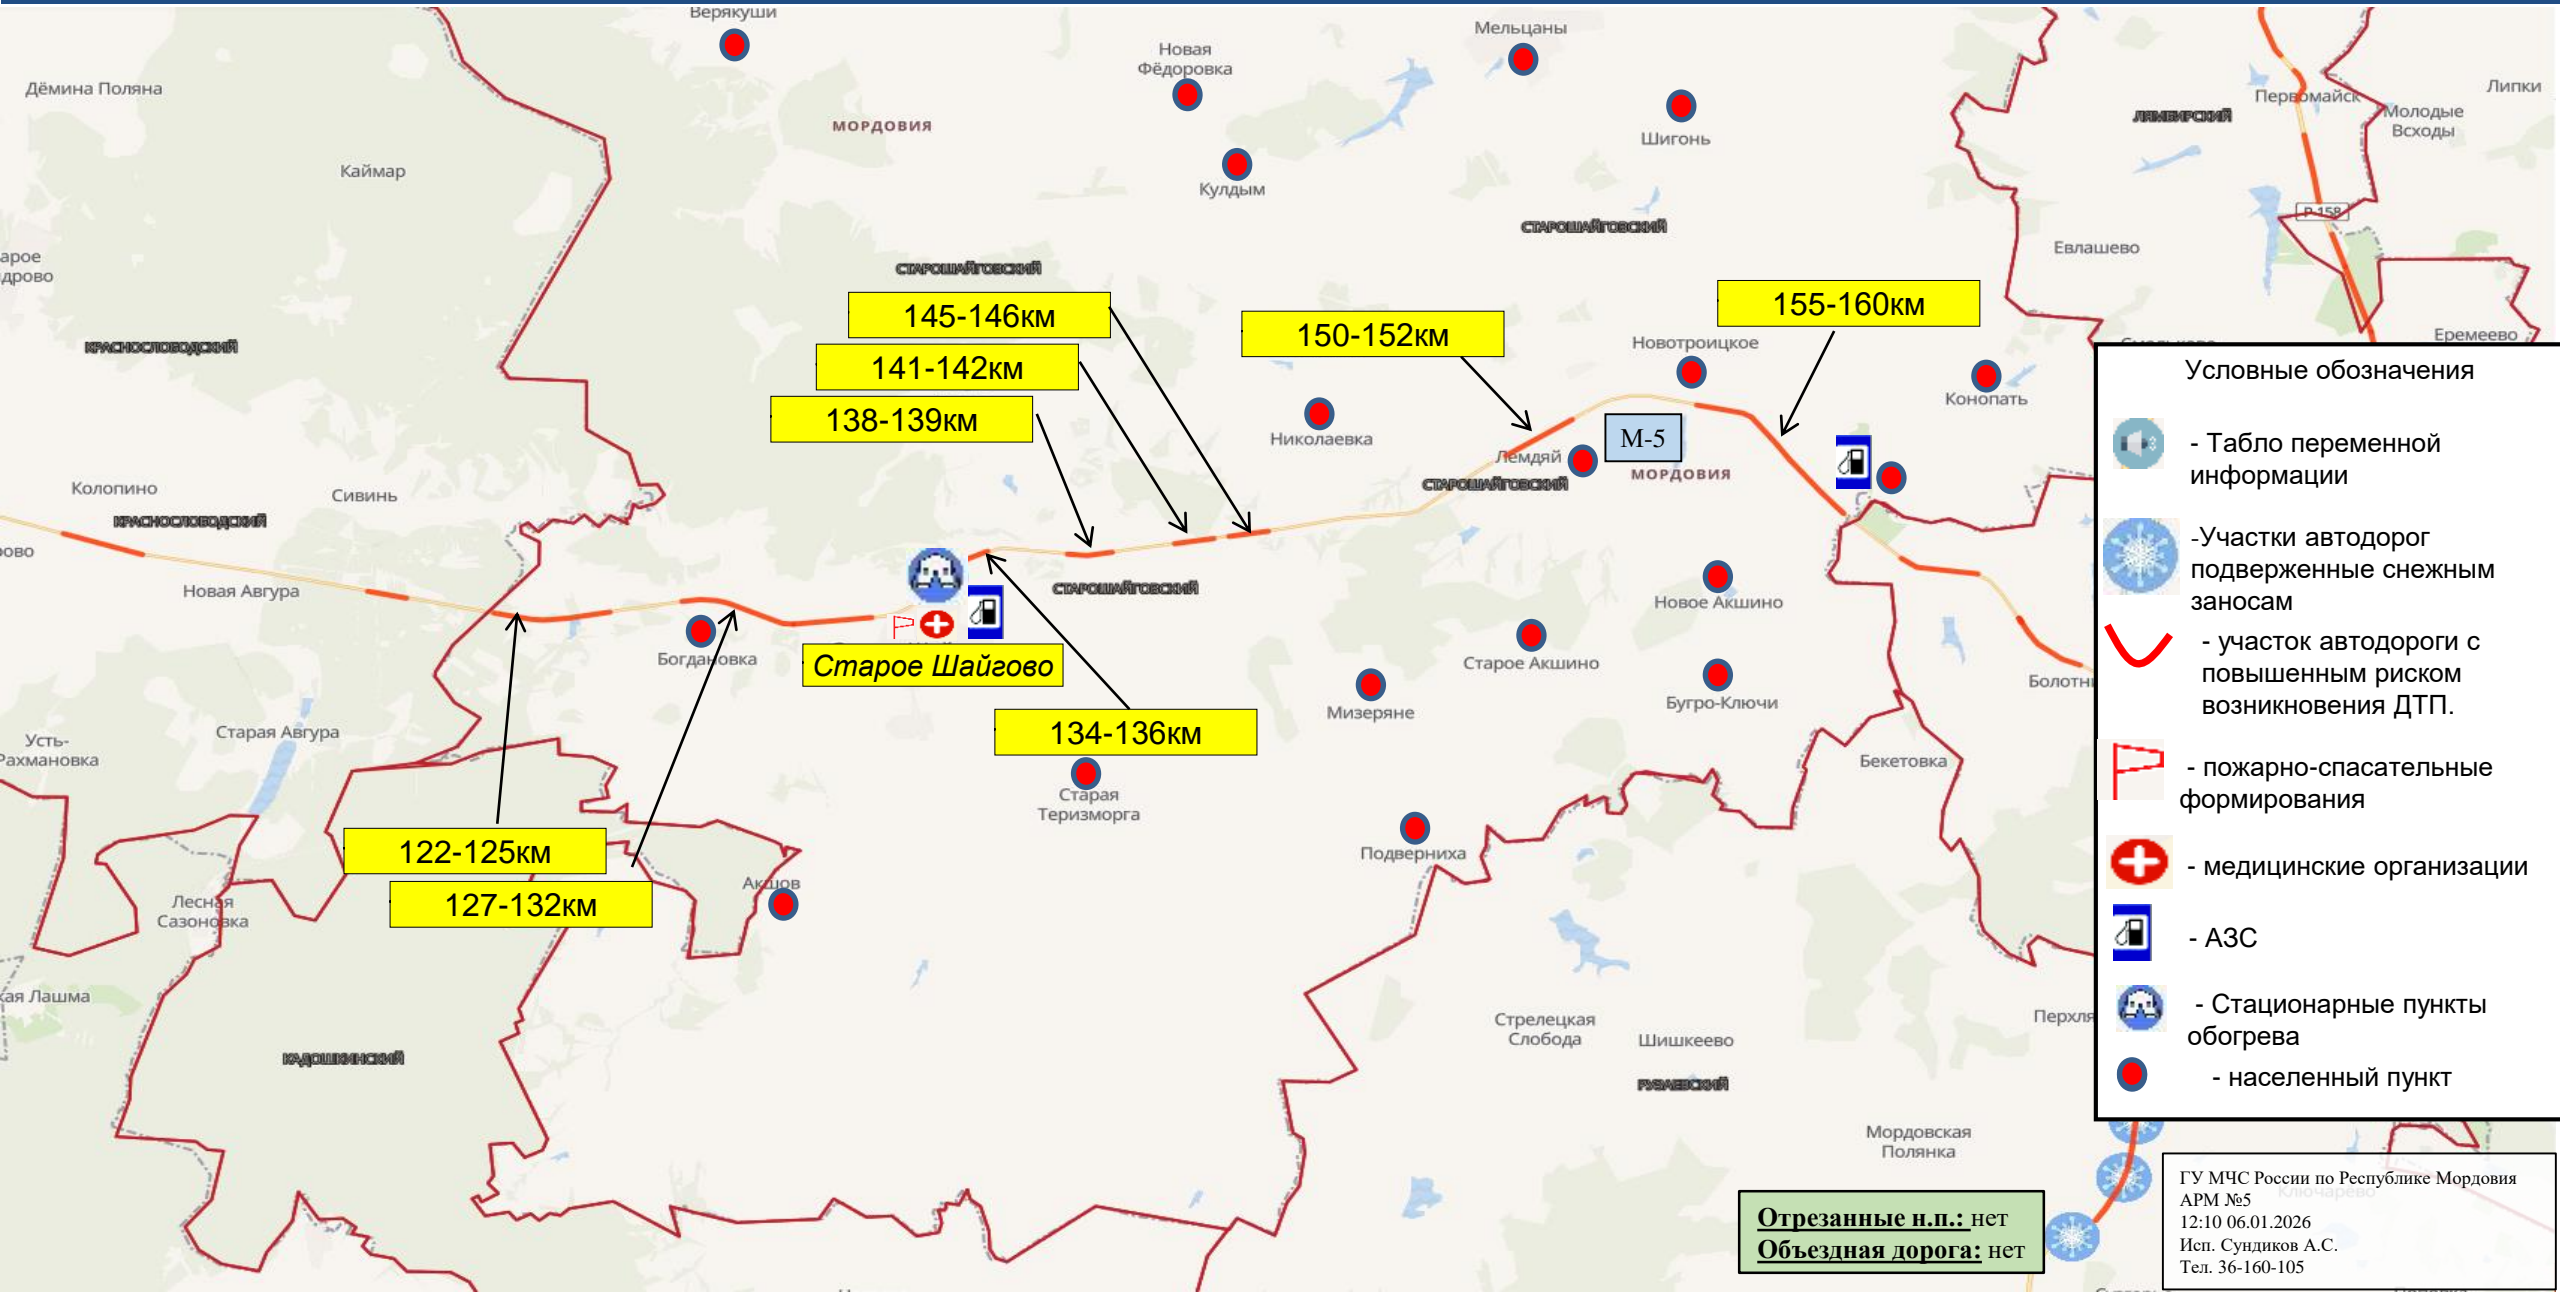 Верякуши
Мельцаны
Новая
Фёдоровка
Дёмина Поляна
Липки
Первомайск
Молодые
Всходы
ЛЯМБИРСКИЙ
МОРДОВИЯ
Шигонь
Каймар
Кулдым
Р-158
СТАРОШАЙГОВСКИЙ
Евлашево
СТАРОШАЙГОВСКИЙ
145-146км
155-160км
150-152км
Еремеево
Новотроицкое
КРАСНОСЛОБОДСКИЙ
141-142км
138-139км
Конопать
Николаевка
М-5
Лемдяй
МОРДОВИЯ
СТАРОШАЙГОВСКИЙ
Колопино
Сивинь
КРАСНОСЛОБОДСКИЙ
Новая Авгура
СТАРОШАЙГОВСКИЙ
Новое Акшино
Богдановка
Старое Шайгово
Старое Акшино
Бугро-Ключи
Мизеряне
134-136км
Старая Авгура
Усть-
Рахмановка
Бекетовка
Старая
Теризморга
122-125км
Подверниха
Акшов
127-132км
Лесная
Сазоновка
Стрелецкая
Слобода
Шишкеево
КАДОШКИНСКИЙ
РУЗАЕВСКИЙ
Мордовская
Полянка
Условные обозначения
- Табло переменной
информации
-Участки автодорог
подверженные снежным
заносам
- участок автодороги с
повышенным риском
возникновения ДТП.
- пожарно-спасательные
формирования
- медицинские организации
- АЗС
- Стационарные пункты
обогрева
- населенный пункт
Отрезанные н.п.: нет
Объездная дорога: нет
ГУ МЧС России по Республике Мордовия
АРМ №5
12:10 06.01.2026
Исп. Сундиков А.С.
Тел. 36-160-105
Ключарево